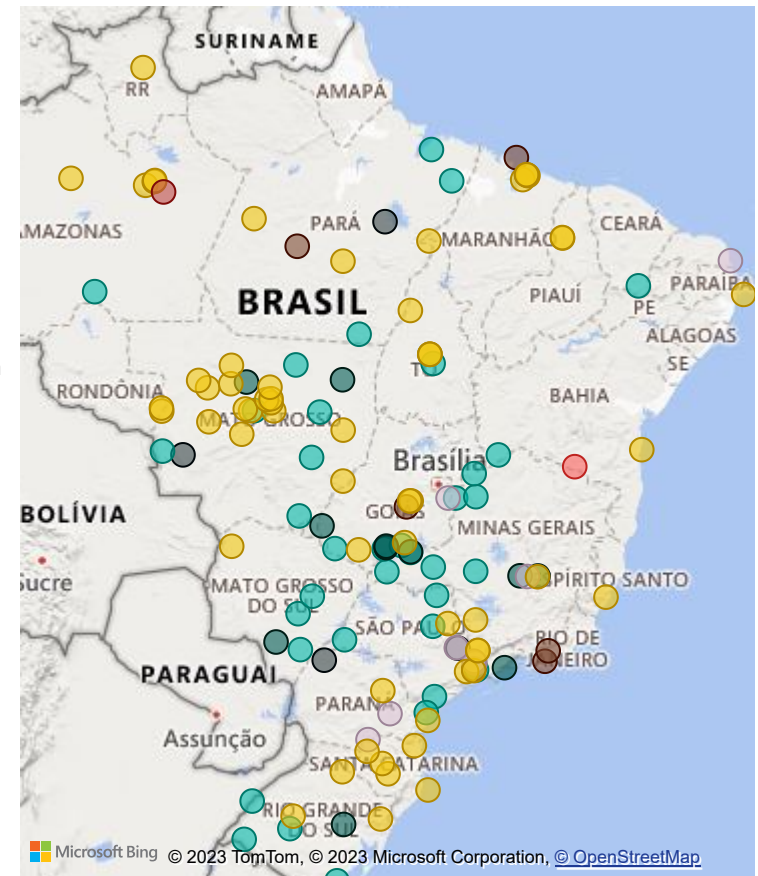 SURINAME
RR
AMAPÁ
AMAZONAS
PARÁ
MARANHÃO
CEARÁ
PARAÍBA
BRASIL
PIAUÍ
PE
ALAGOAS
SE
RONDÔNIA
TO
BAHIA
MATO GROSSO
Brasília
BOLÍVIA
GOIÁS
MINAS GERAIS
Sucre
MATO GROSSO
DO SUL
ESPÍRITO SANTO
SÃO PAULO
RIO DE
JANEIRO
PARAGUAI
PARANÁ
Assunção
SANTA CATARINA
RIO GRANDE
DO SUL
Microsoft Bing
© 2023 TomTom, © 2023 Microsoft Corporation, © OpenStreetMap